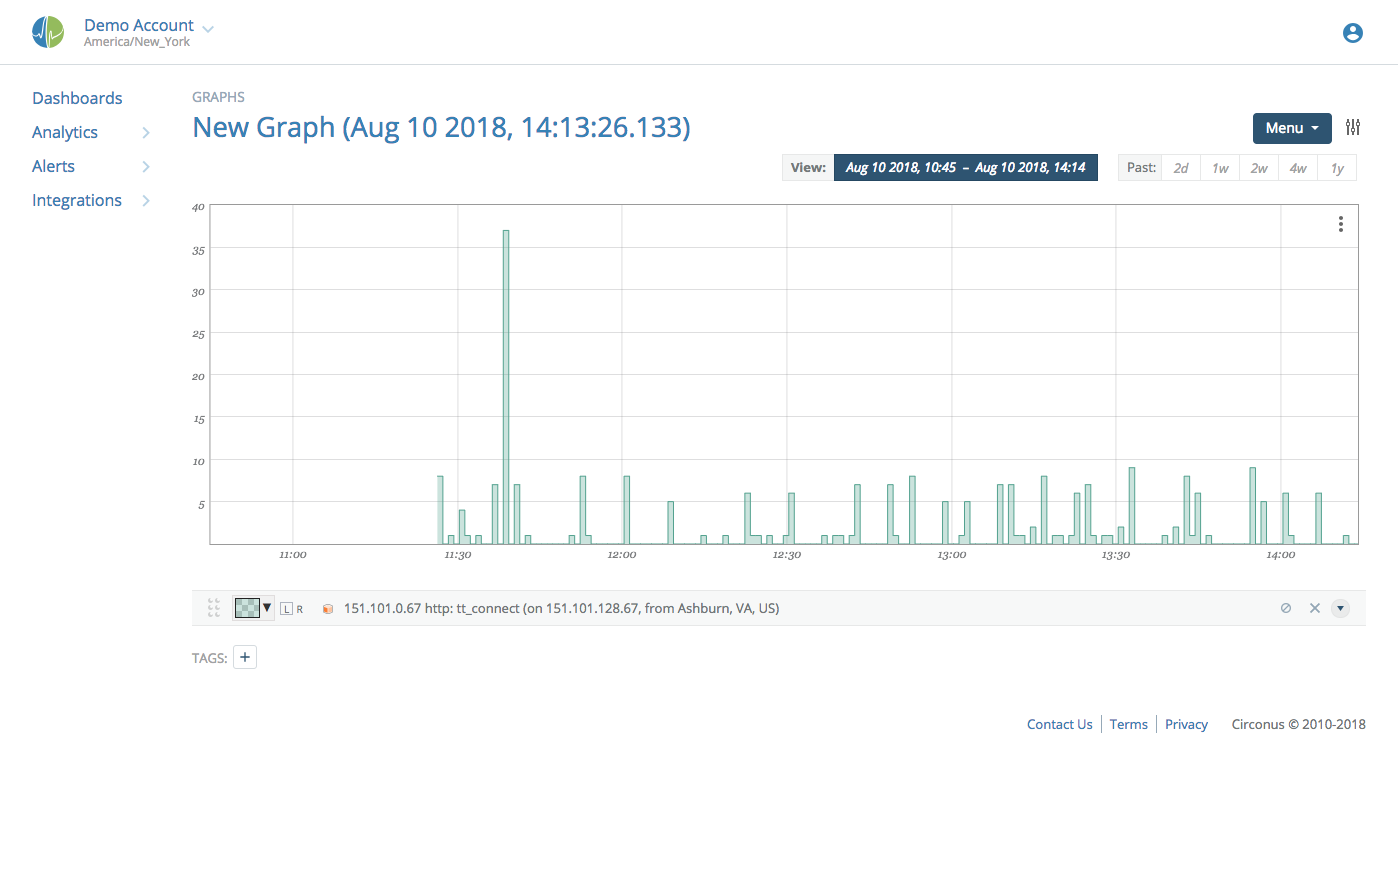 Demo Account
America/New_York
Dashboards
Analytics
Alerts
Integrations
GRAPHS
New Graph (Aug 10 2018, 14:13:26.133)
Menu
View: Aug 10 2018, 10:45 – Aug 10 2018, 14:14
Past: 2d 1w 2w 4w 1y
40
35
30
25
20
15
10
5
11:00 11:30 12:00 12:30 13:00 13:30 14:00
L R 151.101.0.67 http: tt_connect (on 151.101.128.67, from Ashburn, VA, US)
TAGS: +
Contact Us Terms Privacy Circonus © 2010-2018